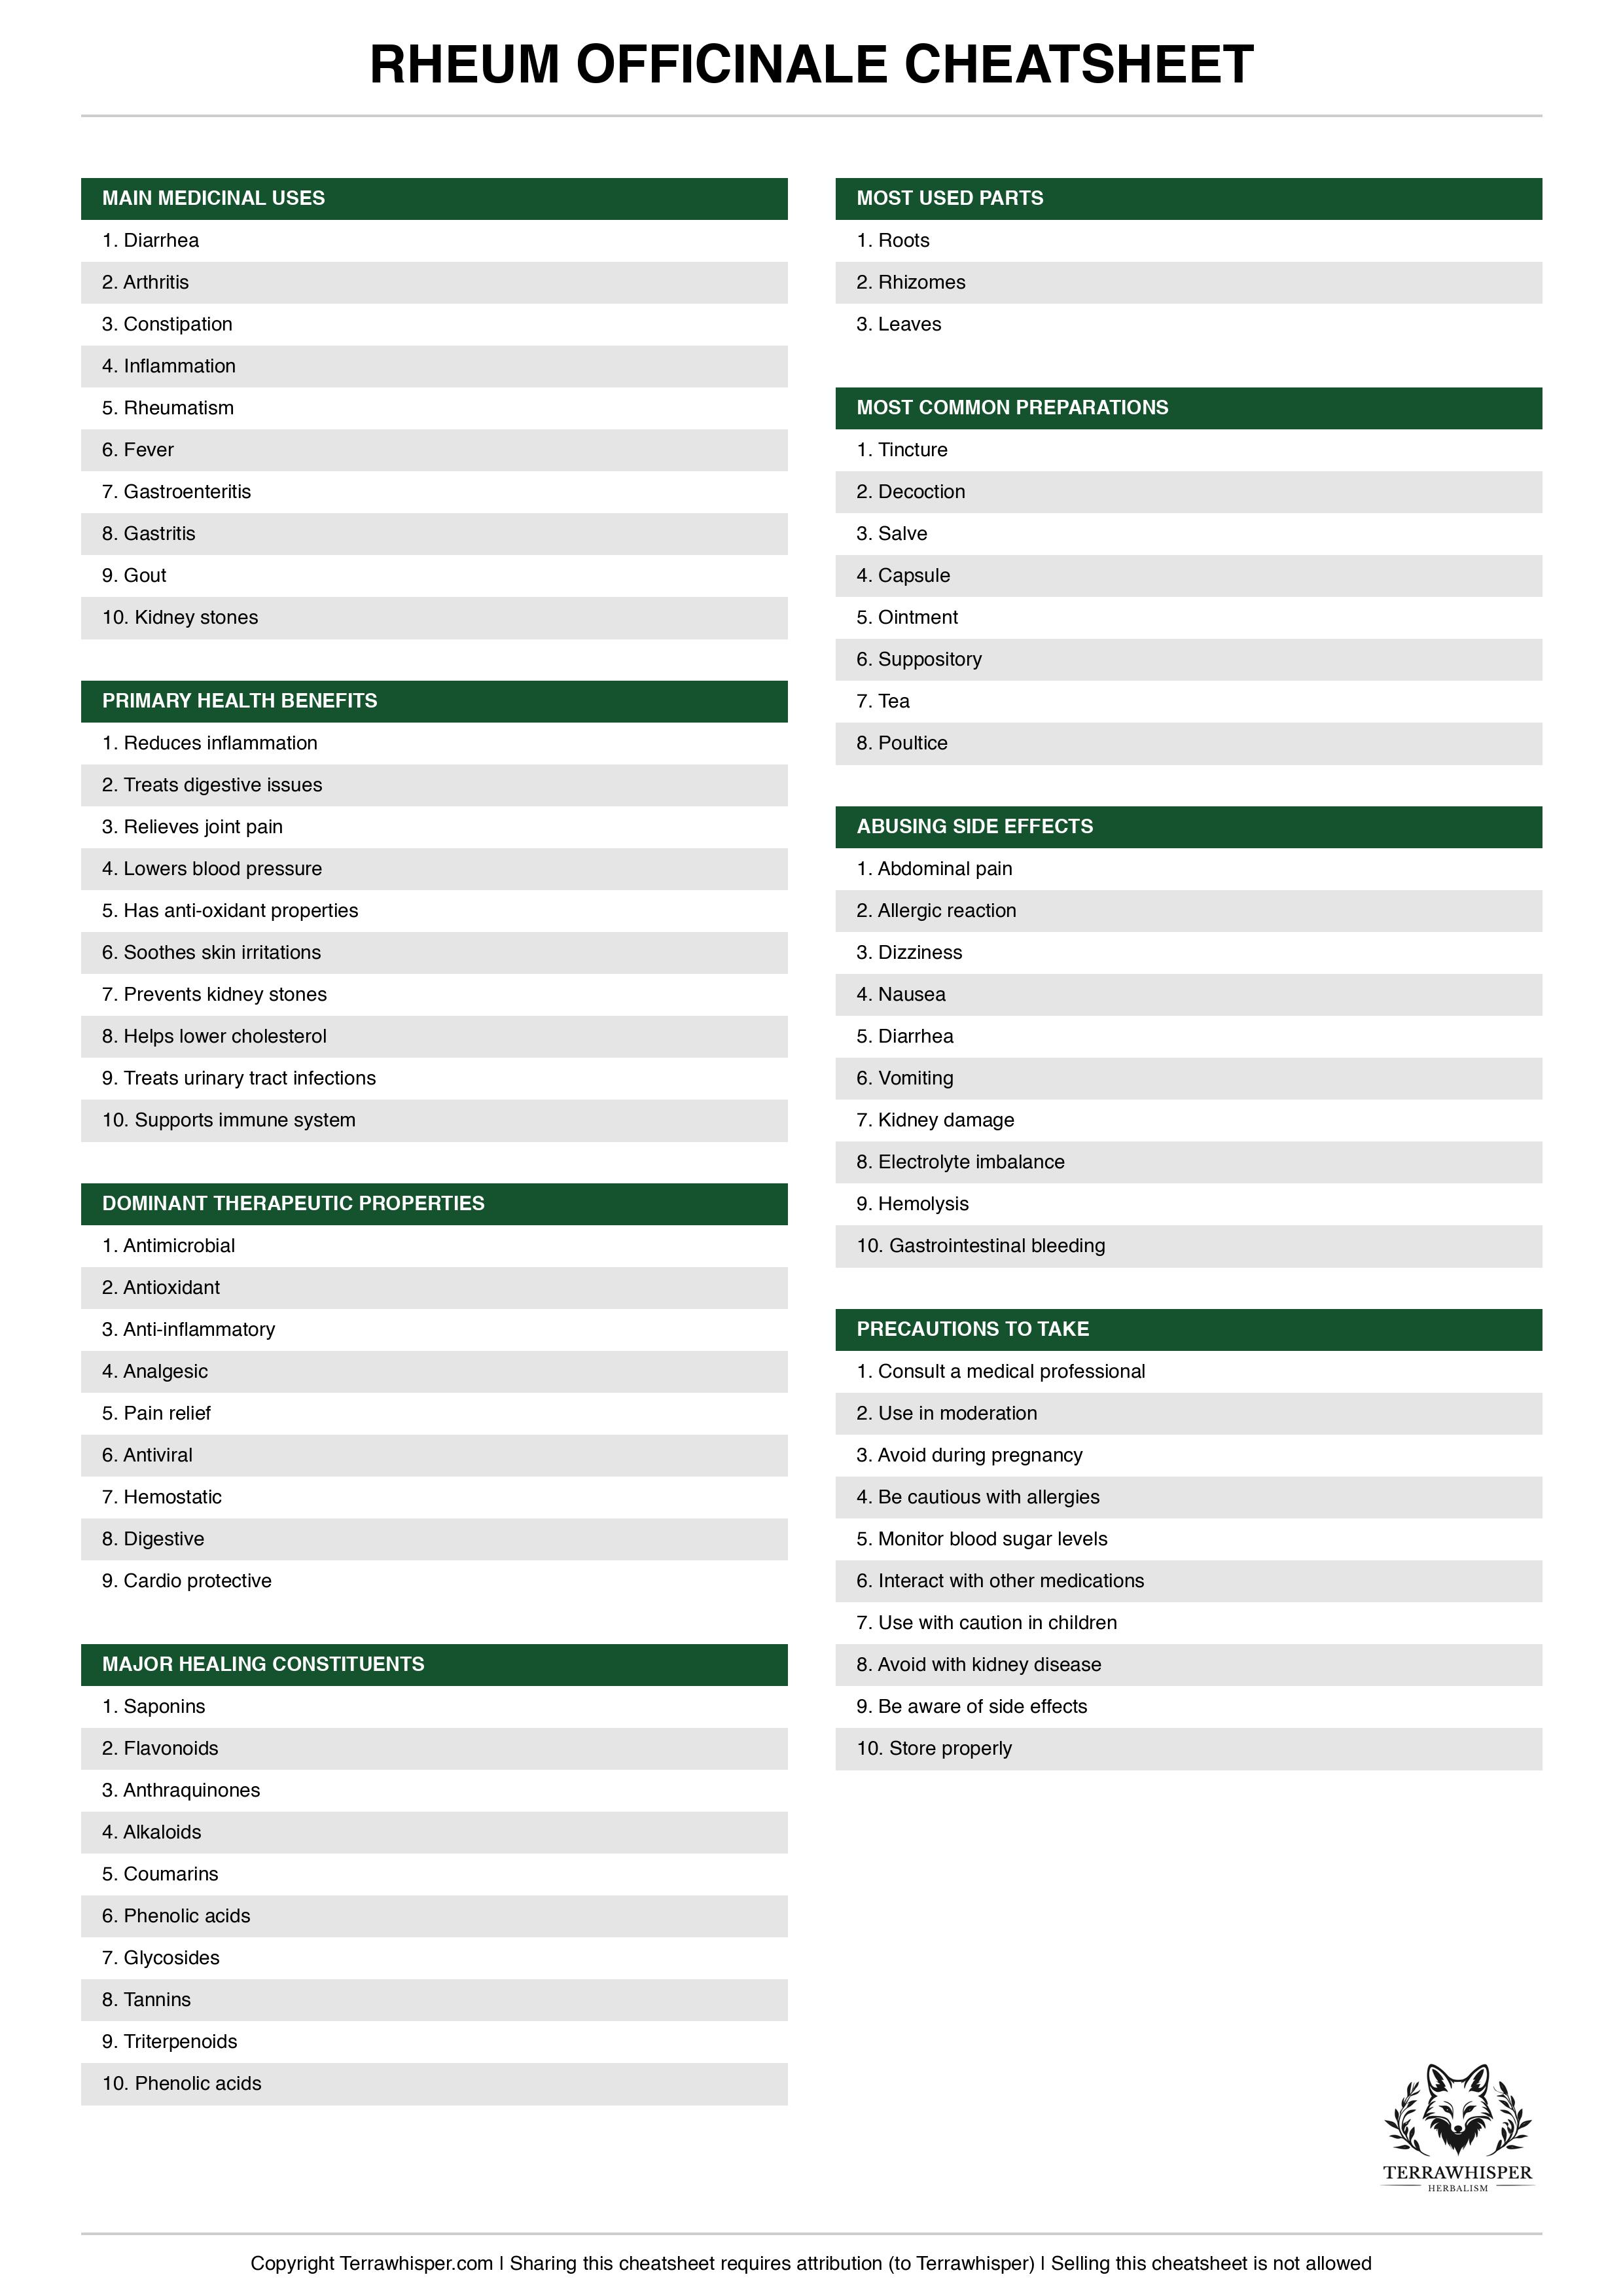 RHEUM OFFICINALE CHEATSHEET
MAIN MEDICINAL USES
1. Diarrhea
2. Arthritis
3. Constipation
4. Inflammation
5. Rheumatism
6. Fever
7. Gastroenteritis
8. Gastritis
9. Gout
10. Kidney stones
PRIMARY HEALTH BENEFITS
1. Reduces inflammation
2. Treats digestive issues
3. Relieves joint pain
4. Lowers blood pressure
5. Has anti-oxidant properties
6. Soothes skin irritations
7. Prevents kidney stones
8. Helps lower cholesterol
9. Treats urinary tract infections
10. Supports immune system
DOMINANT THERAPEUTIC PROPERTIES
1. Antimicrobial
2. Antioxidant
3. Anti-inflammatory
4. Analgesic
5. Pain relief
6. Antiviral
7. Hemostatic
8. Digestive
9. Cardio protective
MAJOR HEALING CONSTITUENTS
1. Saponins
2. Flavonoids
3. Anthraquinones
4. Alkaloids
5. Coumarins
6. Phenolic acids
7. Glycosides
8. Tannins
9. Triterpenoids
10. Phenolic acids
MOST USED PARTS
1. Roots
2. Rhizomes
3. Leaves
MOST COMMON PREPARATIONS
1. Tincture
2. Decoction
3. Salve
4. Capsule
5. Ointment
6. Suppository
7. Tea
8. Poultice
ABUSING SIDE EFFECTS
1. Abdominal pain
2. Allergic reaction
3. Dizziness
4. Nausea
5. Diarrhea
6. Vomiting
7. Kidney damage
8. Electrolyte imbalance
9. Hemolysis
10. Gastrointestinal bleeding
PRECAUTIONS TO TAKE
1. Consult a medical professional
2. Use in moderation
3. Avoid during pregnancy
4. Be cautious with allergies
5. Monitor blood sugar levels
6. Interact with other medications
7. Use with caution in children
8. Avoid with kidney disease
9. Be aware of side effects
10. Store properly
TERRAWHISPER
HERBALISM
Copyright Terrawhisper.com | Sharing this cheatsheet requires attribution (to Terrawhisper) | Selling this cheatsheet is not allowed